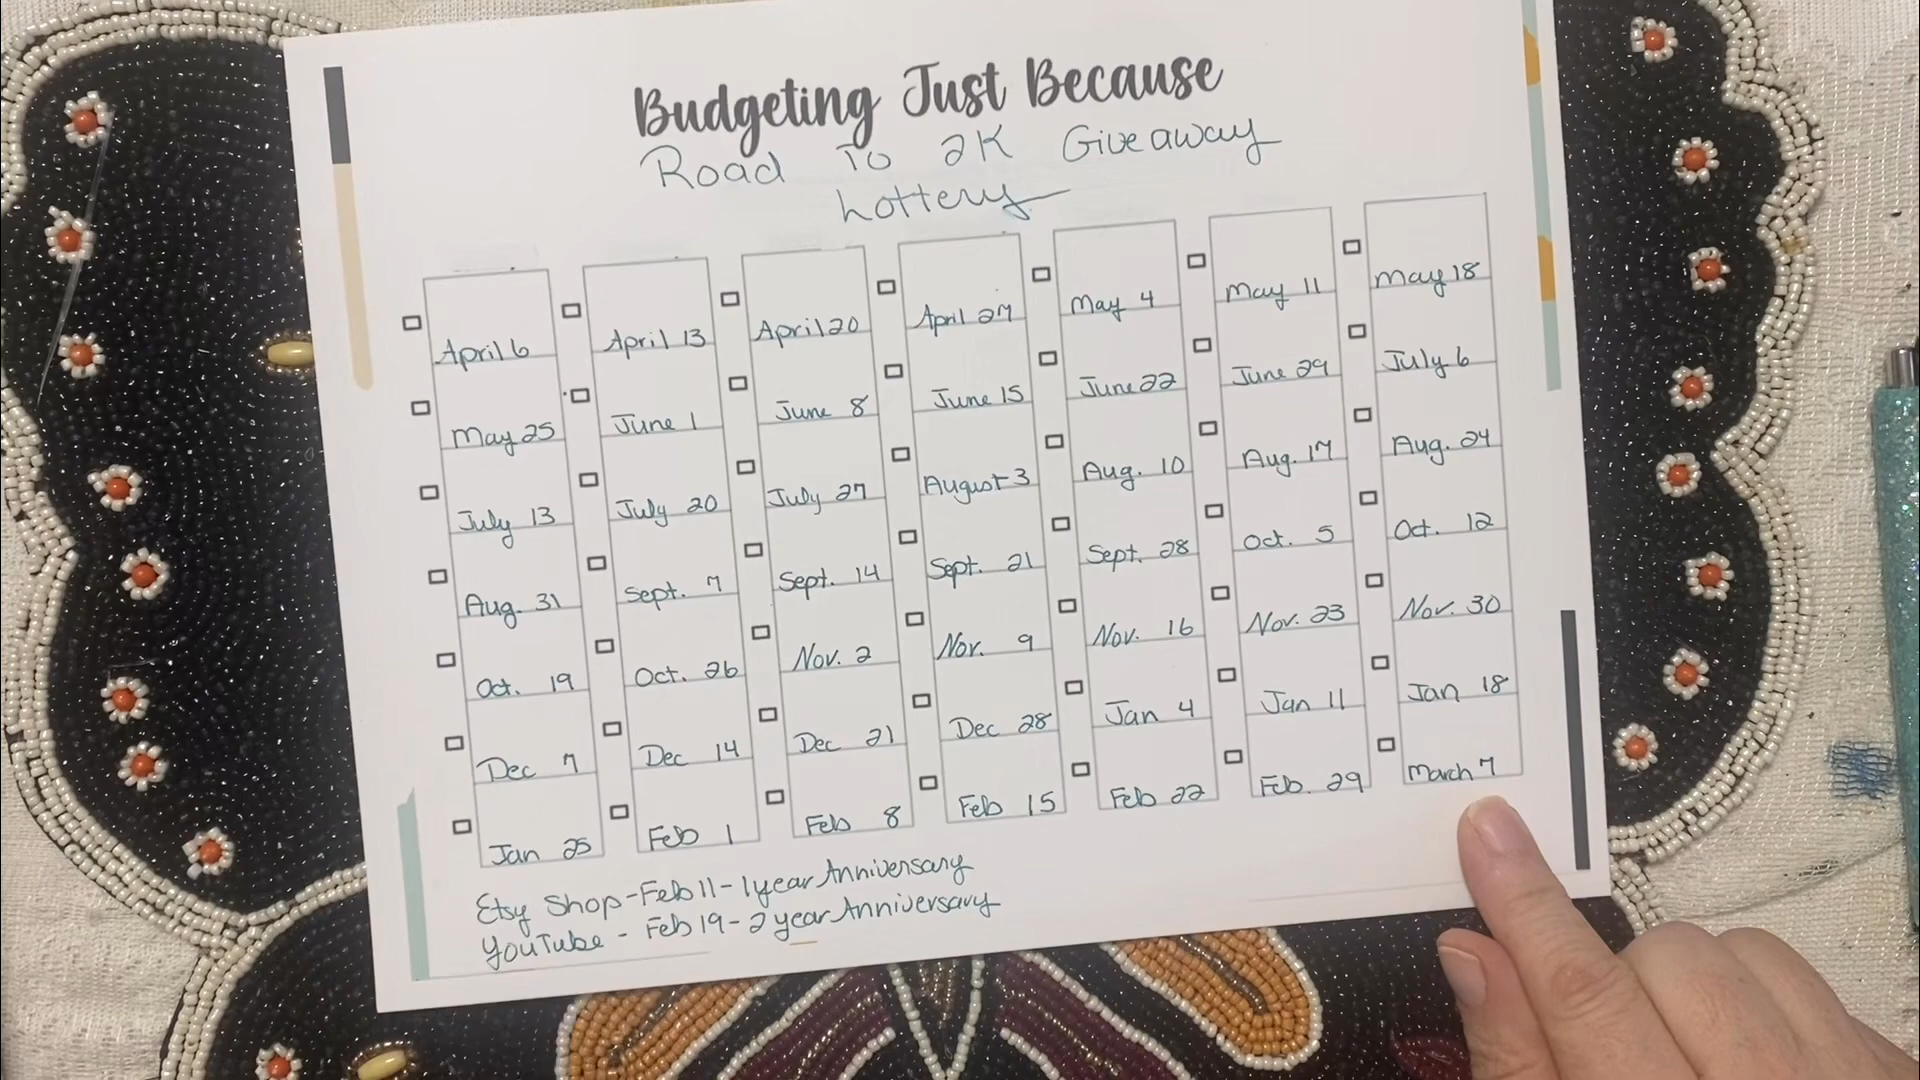 Budgeting Just Because
Road To 2K Giveaway
Lottery
April 6 April 13 April 20 April 27 May 4 May 11 May 18
May 25 June 1 June 8 June 15 June 22 June 29 July 6
July 13 July 20 July 27 August 3 Aug. 10 Aug. 17 Aug. 24
Aug. 31 Sept. 7 Sept. 14 Sept. 21 Sept. 28 Oct. 5 Oct. 12
Oct. 19 Oct. 26 Nov. 2 Nov. 9 Nov. 16 Nov. 23 Nov. 30
Dec 7 Dec 14 Dec 21 Dec 28 Jan 4 Jan 11 Jan 18
Jan 25 Feb 1 Feb 8 Feb 15 Feb 22 Feb. 29 March 7
Etsy Shop - Feb 11 - 1 year Anniversary
YouTube - Feb 19 - 2 year Anniversary